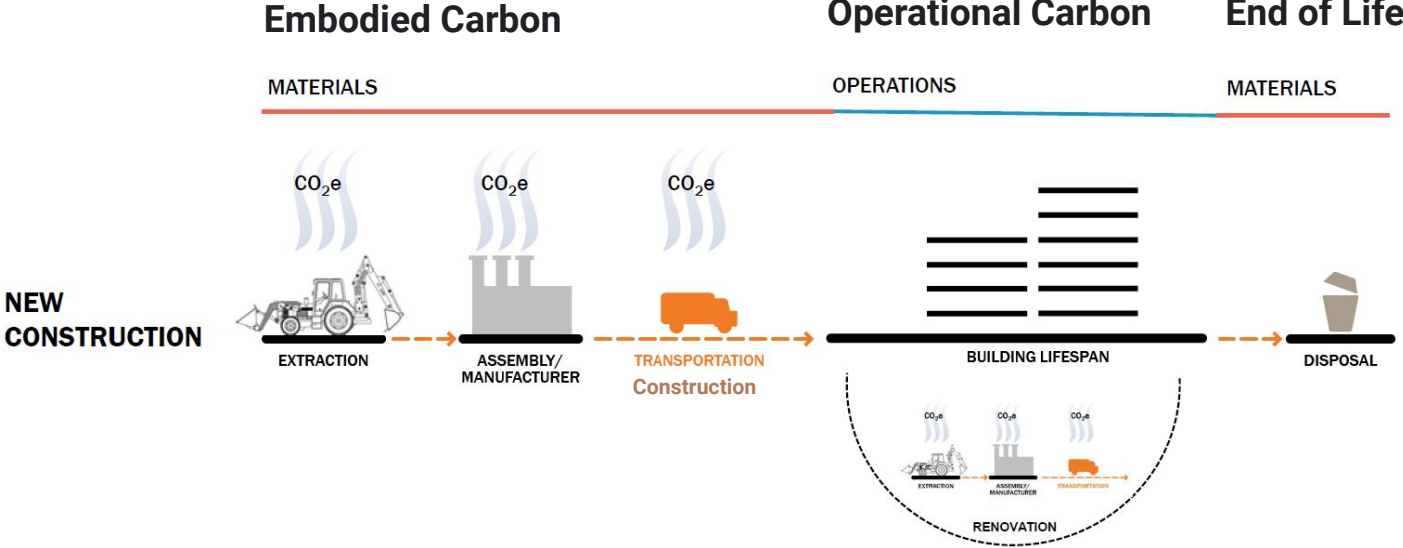 Embodied Carbon
Operational Carbon
End of Life
MATERIALS
OPERATIONS
MATERIALS
CO₂e
CO₂e
CO₂e
NEW
CONSTRUCTION
EXTRACTION
ASSEMBLY/
MANUFACTURER
TRANSPORTATION
Construction
BUILDING LIFESPAN
DISPOSAL
CO₂e
CO₂e
CO₂e
EXTRACTION
ASSEMBLY/
MANUFACTURER
TRANSPORTATION
RENOVATION